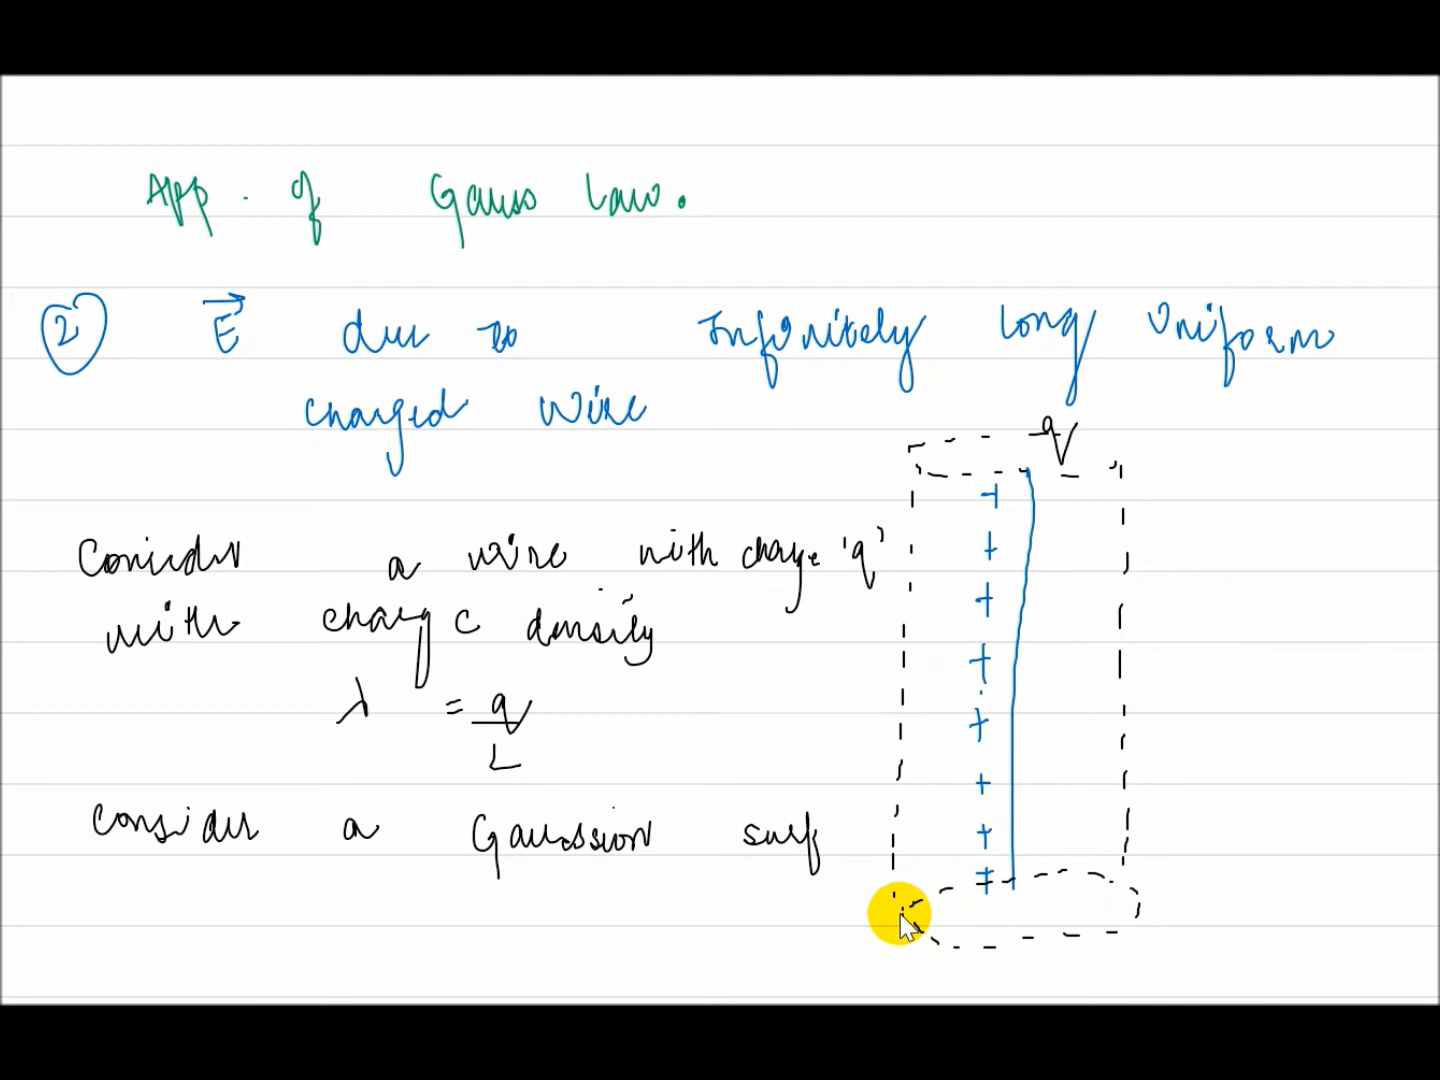 App. of Gauss Law.
② E due to Infinitely Long Uniform
charged Wire
q
Consider a wire with charge 'q'
with charge density
λ = q
L
Consider a Gaussion surf
+
+
+
+
+
+
+
+